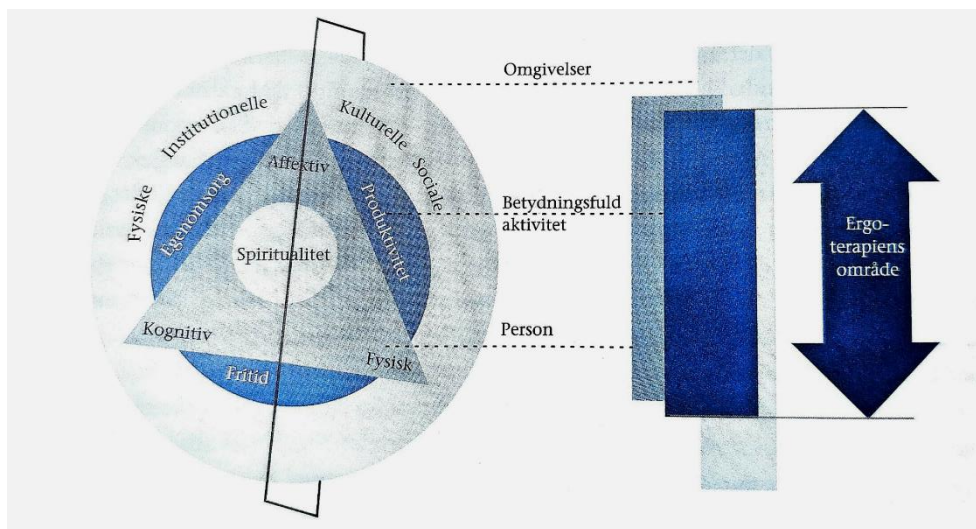 Omgivelser
Institutionelle
Kulturelle
Sociale
Fysiske
Affektiv
Egenomsorg
Produktivitet
Betydningsfuld
aktivitet
Spiritualitet
Ergo-
terapiens
område
Person
Kognitiv
Fysisk
Fritid